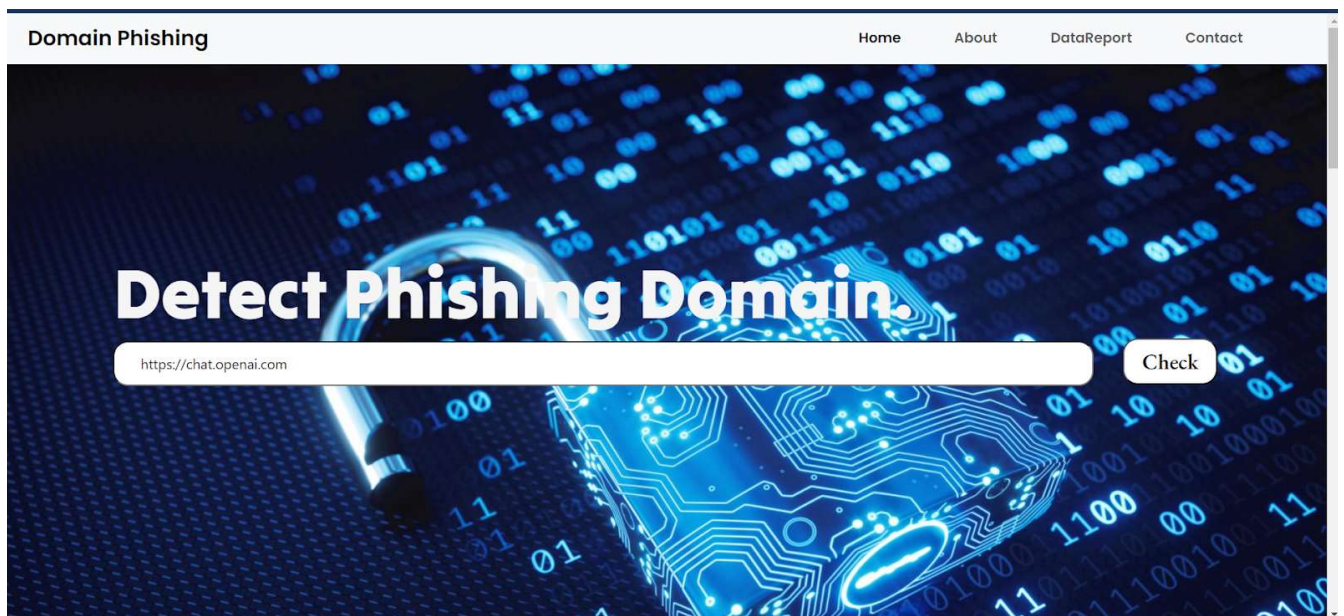 Domain Phishing Home About DataReport Contact
Detect Phishing Domain.
https://chat.openai.com Check